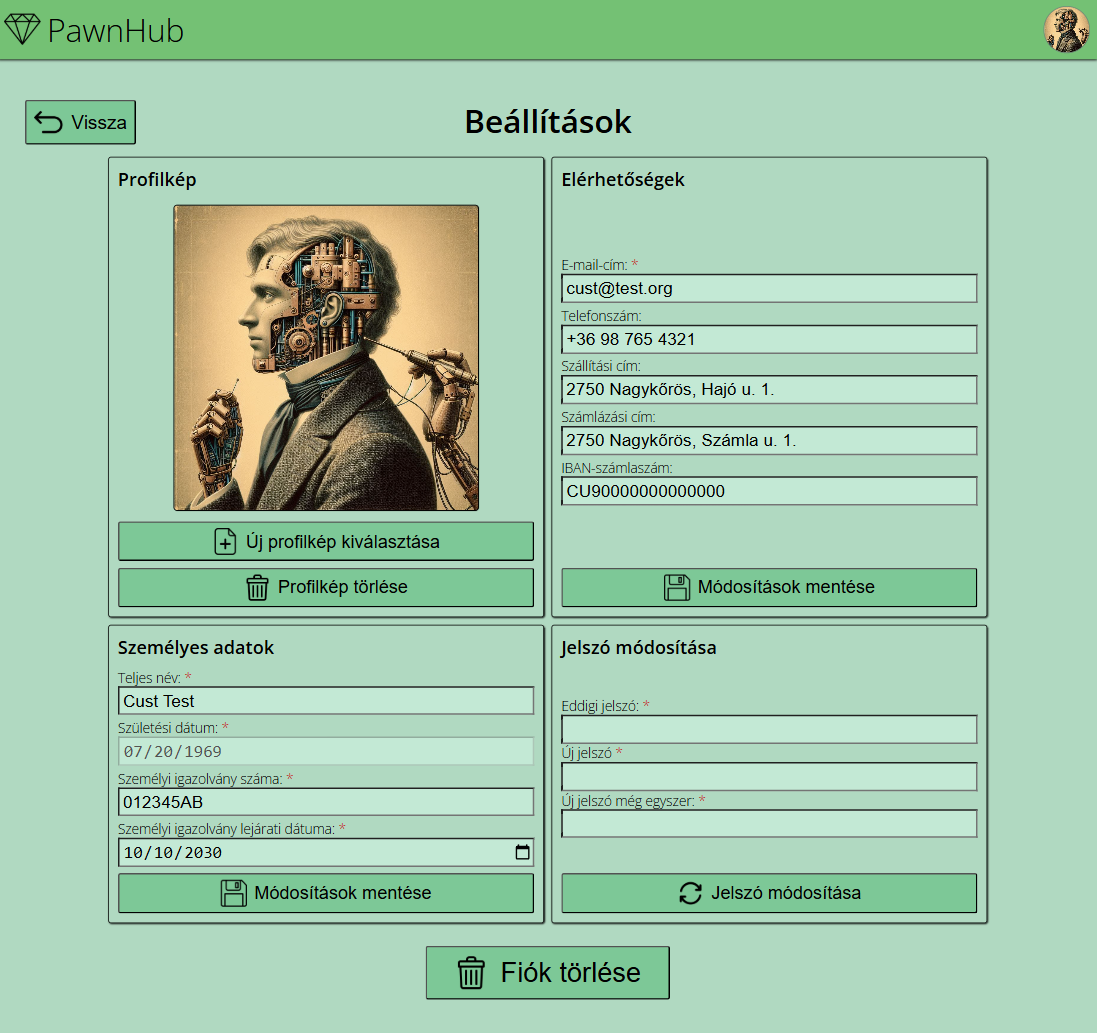 PawnHub
Vissza
Beállítások
Profilkép
Új profilkép kiválasztása
Profilkép törlése
Elérhetőségek
E-mail-cím: *
cust@test.org
Telefonszám:
+36 98 765 4321
Szállítási cím:
2750 Nagykőrös, Hajó u. 1.
Számlázási cím:
2750 Nagykőrös, Számla u. 1.
IBAN-számlaszám:
CU90000000000000
Módosítások mentése
Személyes adatok
Teljes név: *
Cust Test
Születési dátum: *
07/20/1969
Személyi igazolvány száma: *
012345AB
Személyi igazolvány lejárati dátuma: *
10/10/2030
Módosítások mentése
Jelszó módosítása
Eddigi jelszó: *
Új jelszó *
Új jelszó még egyszer: *
Jelszó módosítása
Fiók törlése